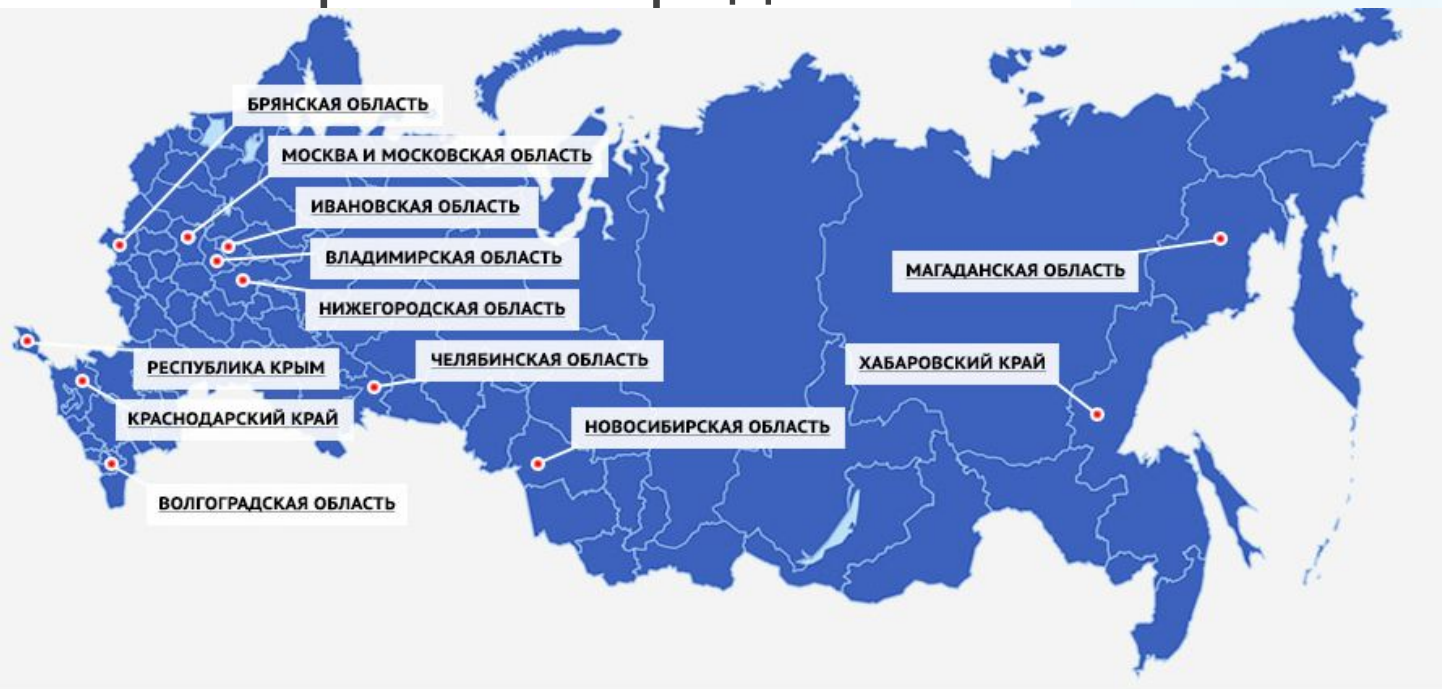 БРЯНСКАЯ ОБЛАСТЬ
МОСКВА И МОСКОВСКАЯ ОБЛАСТЬ
ИВАНОВСКАЯ ОБЛАСТЬ
ВЛАДИМИРСКАЯ ОБЛАСТЬ
МАГАДАНСКАЯ ОБЛАСТЬ
НИЖЕГОРОДСКАЯ ОБЛАСТЬ
РЕСПУБЛИКА КРЫМ
ЧЕЛЯБИНСКАЯ ОБЛАСТЬ
ХАБАРОВСКИЙ КРАЙ
КРАСНОДАРСКИЙ КРАЙ
НОВОСИБИРСКАЯ ОБЛАСТЬ
ВОЛГОГРАДСКАЯ ОБЛАСТЬ